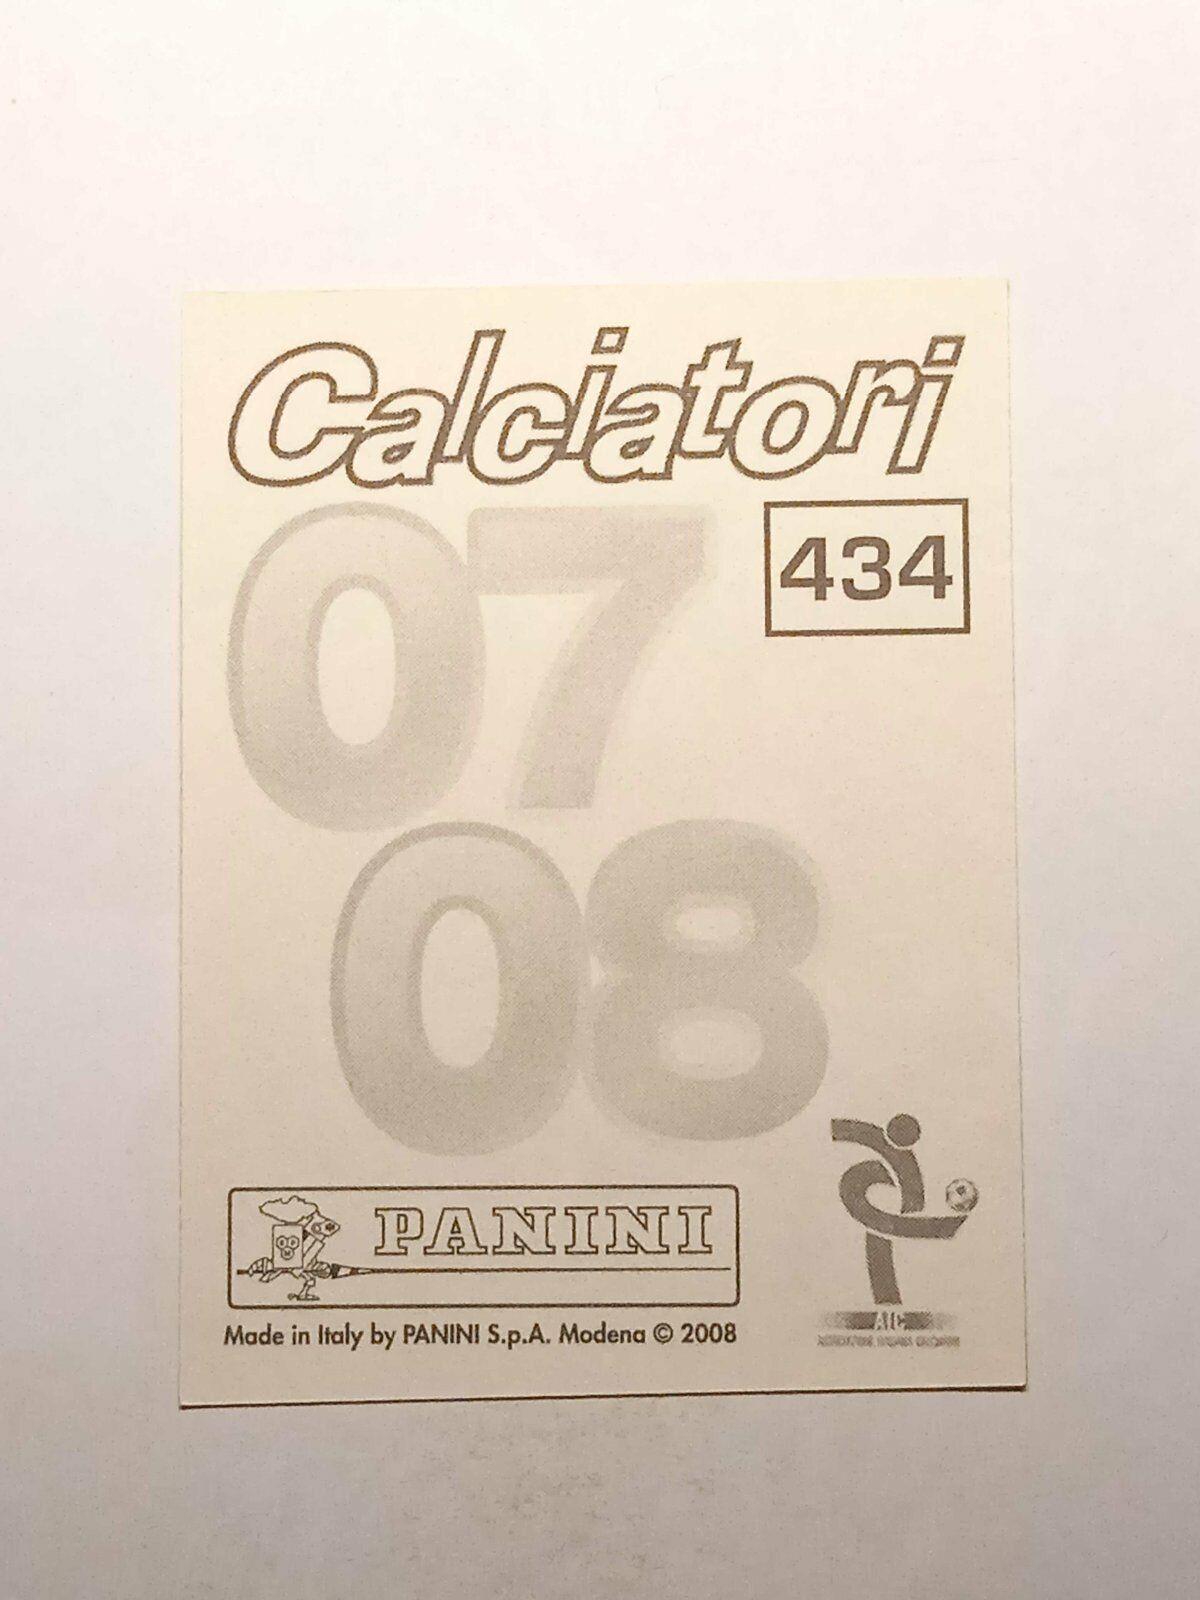 Calciatori
07
434
08
PANINI
Made in Italy by PANINI S.p.A. Modena © 2008
AIC